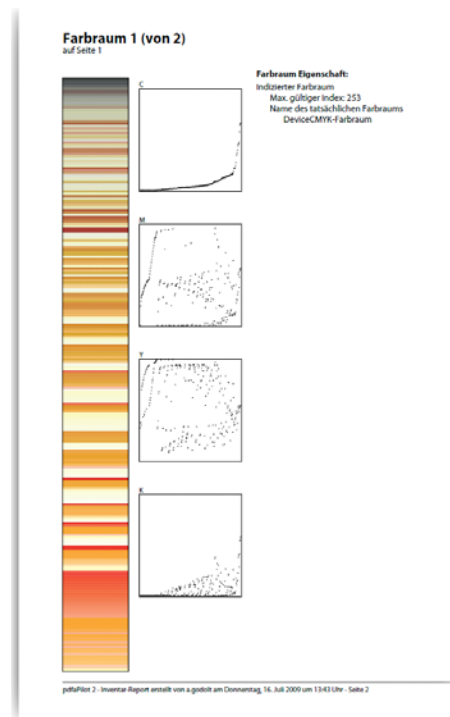 Farbraum 1 (von 2)
auf Seite 1
Farbraum Eigenschaft:
Indizierter Farbraum
Max. gültiger Index: 253
Name des tatsächlichen Farbraums
DeviceCMYK-Farbraum
C
M
Y
K
pdfaPilot 2 - Inventar-Report erstellt von a.godolt am Donnerstag, 16. Juli 2009 um 13:43 Uhr - Seite 2